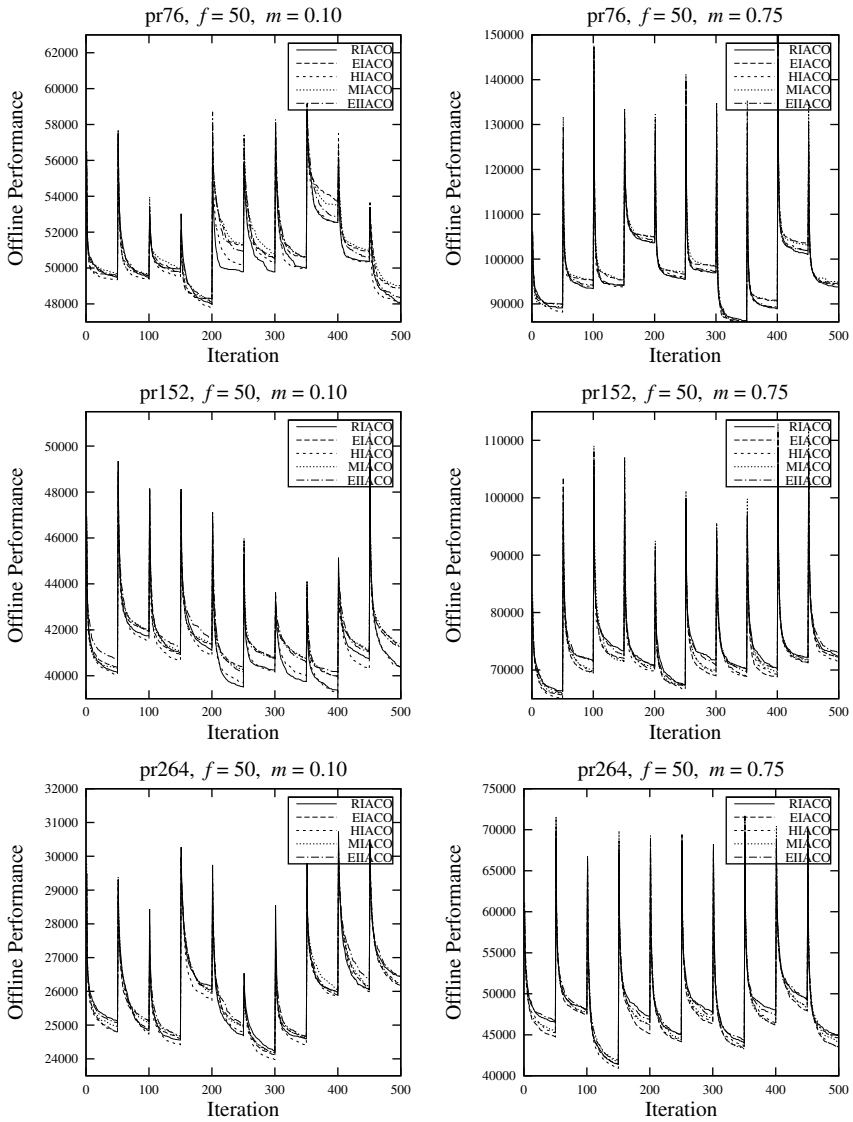 pr76, f = 50, m = 0.10
Offline Performance
62000
60000
58000
56000
54000
52000
50000
48000
0 100 200 300 400 500
Iteration
RIACO
EIACO
HIACO
MIACO
EIIACO
pr76, f = 50, m = 0.75
Offline Performance
150000
140000
130000
120000
110000
100000
90000
0 100 200 300 400 500
Iteration
RIACO
EIACO
HIACO
MIACO
EIIACO
pr152, f = 50, m = 0.10
Offline Performance
50000
48000
46000
44000
42000
40000
0 100 200 300 400 500
Iteration
RIACO
EIACO
HIACO
MIACO
EIIACO
pr152, f = 50, m = 0.75
Offline Performance
110000
100000
90000
80000
70000
0 100 200 300 400 500
Iteration
RIACO
EIACO
HIACO
MIACO
EIIACO
pr264, f = 50, m = 0.10
Offline Performance
32000
31000
30000
29000
28000
27000
26000
25000
24000
0 100 200 300 400 500
Iteration
RIACO
EIACO
HIACO
MIACO
EIIACO
pr264, f = 50, m = 0.75
Offline Performance
75000
70000
65000
60000
55000
50000
45000
40000
0 100 200 300 400 500
Iteration
RIACO
EIACO
HIACO
MIACO
EIIACO